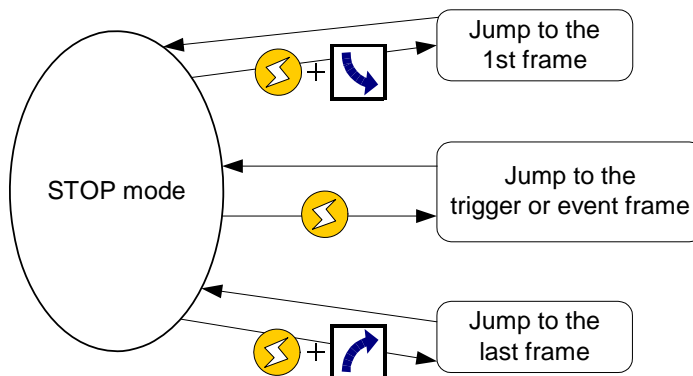 Jump to the
1st frame
+
STOP mode
Jump to the
trigger or event frame
Jump to the
last frame
+